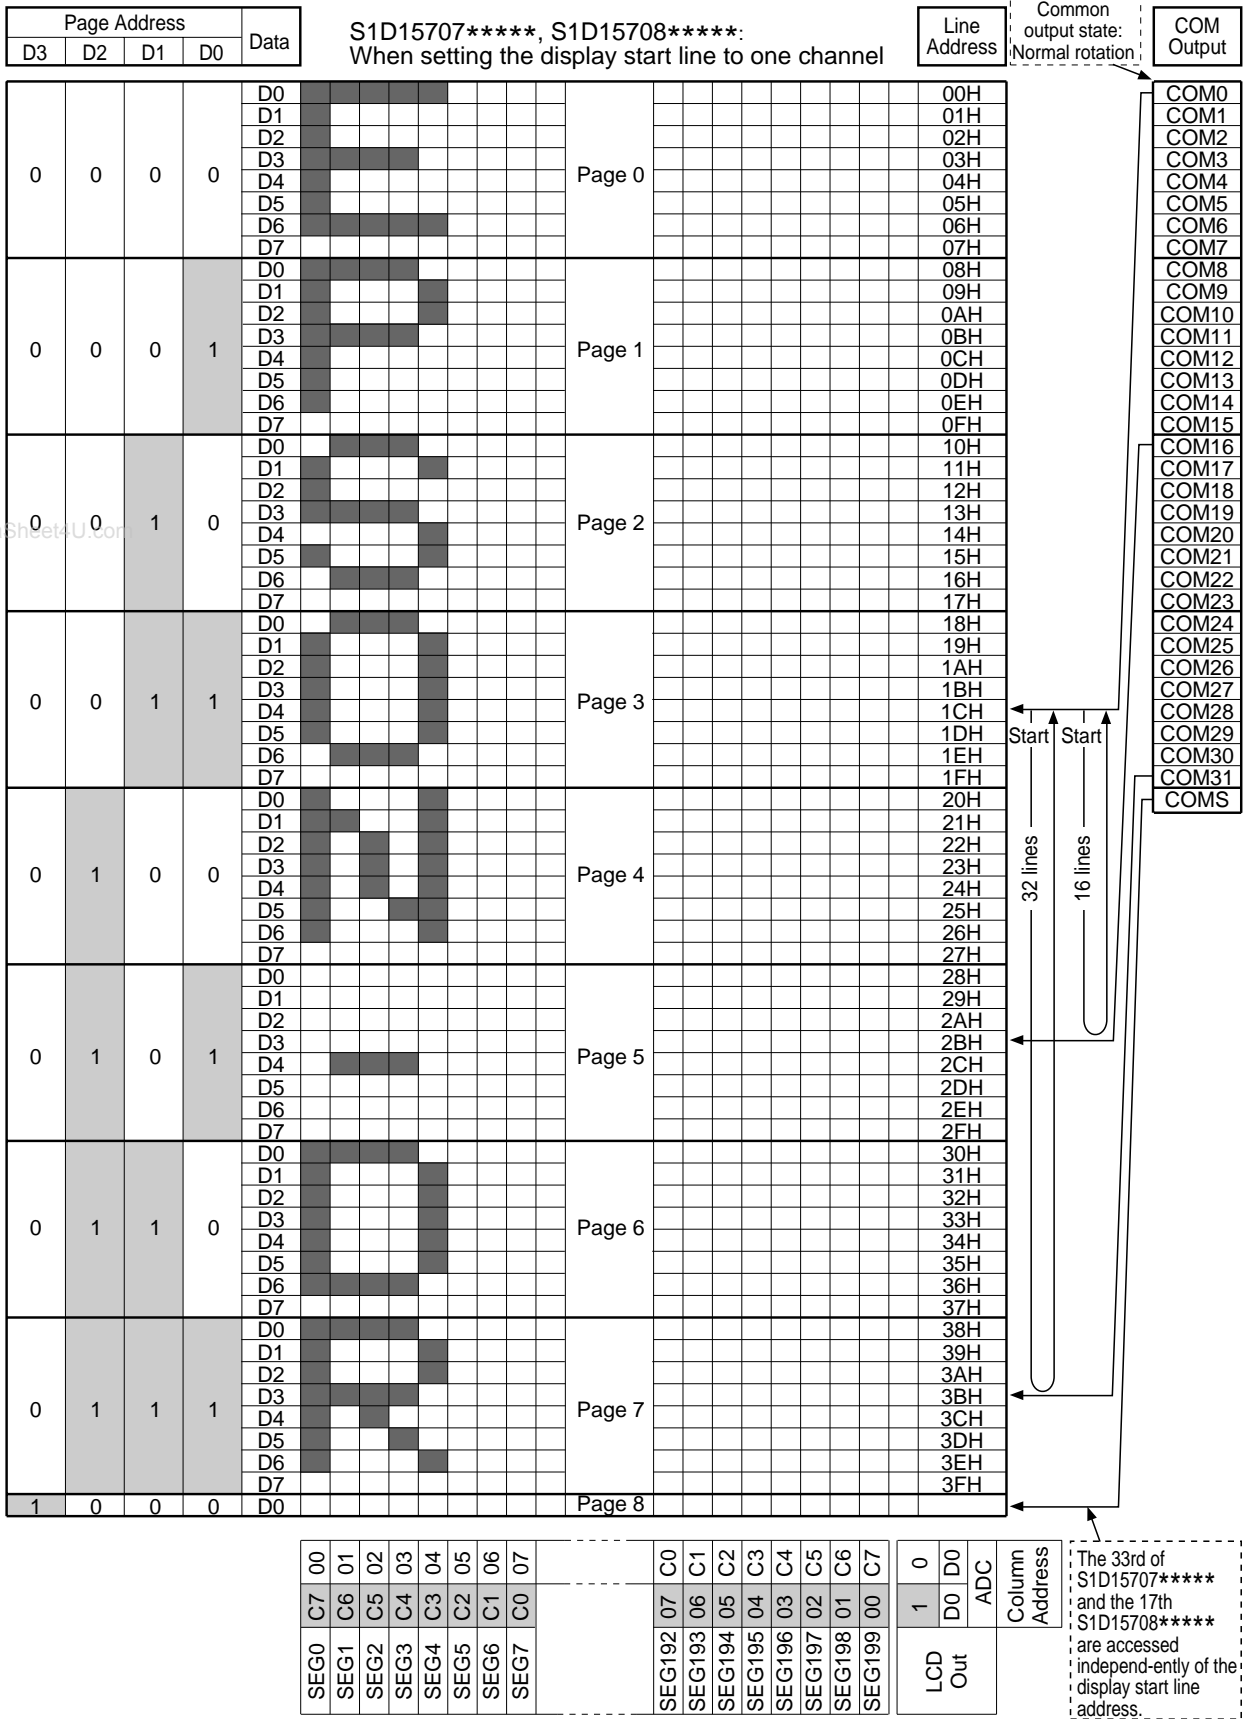 Page Address
D3 D2 D1 D0
Data
S1D15707*****, S1D15708*****:
When setting the display start line to one channel
Line
Address
Common
output state:
Normal rotation
COM
Output
0 0 0 0
D0
D1
D2
D3
D4
D5
D6
D7
Page 0
00H
01H
02H
03H
04H
05H
06H
07H
0 0 0 1
D0
D1
D2
D3
D4
D5
D6
D7
Page 1
08H
09H
0AH
0BH
0CH
0DH
0EH
0FH
0 0 1 0
Sheet4U.com
D0
D1
D2
D3
D4
D5
D6
D7
Page 2
10H
11H
12H
13H
14H
15H
16H
17H
0 0 1 1
D0
D1
D2
D3
D4
D5
D6
D7
Page 3
18H
19H
1AH
1BH
1CH
1DH
1EH
1FH
0 1 0 0
D0
D1
D2
D3
D4
D5
D6
D7
Page 4
20H
21H
22H
23H
24H
25H
26H
27H
0 1 0 1
D0
D1
D2
D3
D4
D5
D6
D7
Page 5
28H
29H
2AH
2BH
2CH
2DH
2EH
2FH
0 1 1 0
D0
D1
D2
D3
D4
D5
D6
D7
Page 6
30H
31H
32H
33H
34H
35H
36H
37H
0 1 1 1
D0
D1
D2
D3
D4
D5
D6
D7
Page 7
38H
39H
3AH
3BH
3CH
3DH
3EH
3FH
1 0 0 0 D0 Page 8
Start Start
32 lines
16 lines
COM0
COM1
COM2
COM3
COM4
COM5
COM6
COM7
COM8
COM9
COM10
COM11
COM12
COM13
COM14
COM15
COM16
COM17
COM18
COM19
COM20
COM21
COM22
COM23
COM24
COM25
COM26
COM27
COM28
COM29
COM30
COM31
COMS
00 01 02 03 04 05 06 07 C0 C1 C2 C3 C4 C5 C6 C7 0 D0
C7 C6 C5 C4 C3 C2 C1 C0 07 06 05 04 03 02 01 00 1 D0
ADC
Column
Address
SEG0 SEG1 SEG2 SEG3 SEG4 SEG5 SEG6 SEG7 SEG192 SEG193 SEG194 SEG195 SEG196 SEG197 SEG198 SEG199
LCD
Out
The 33rd of
S1D15707*****
and the 17th
S1D15708*****
are accessed
independ-ently of the
display start line
address.